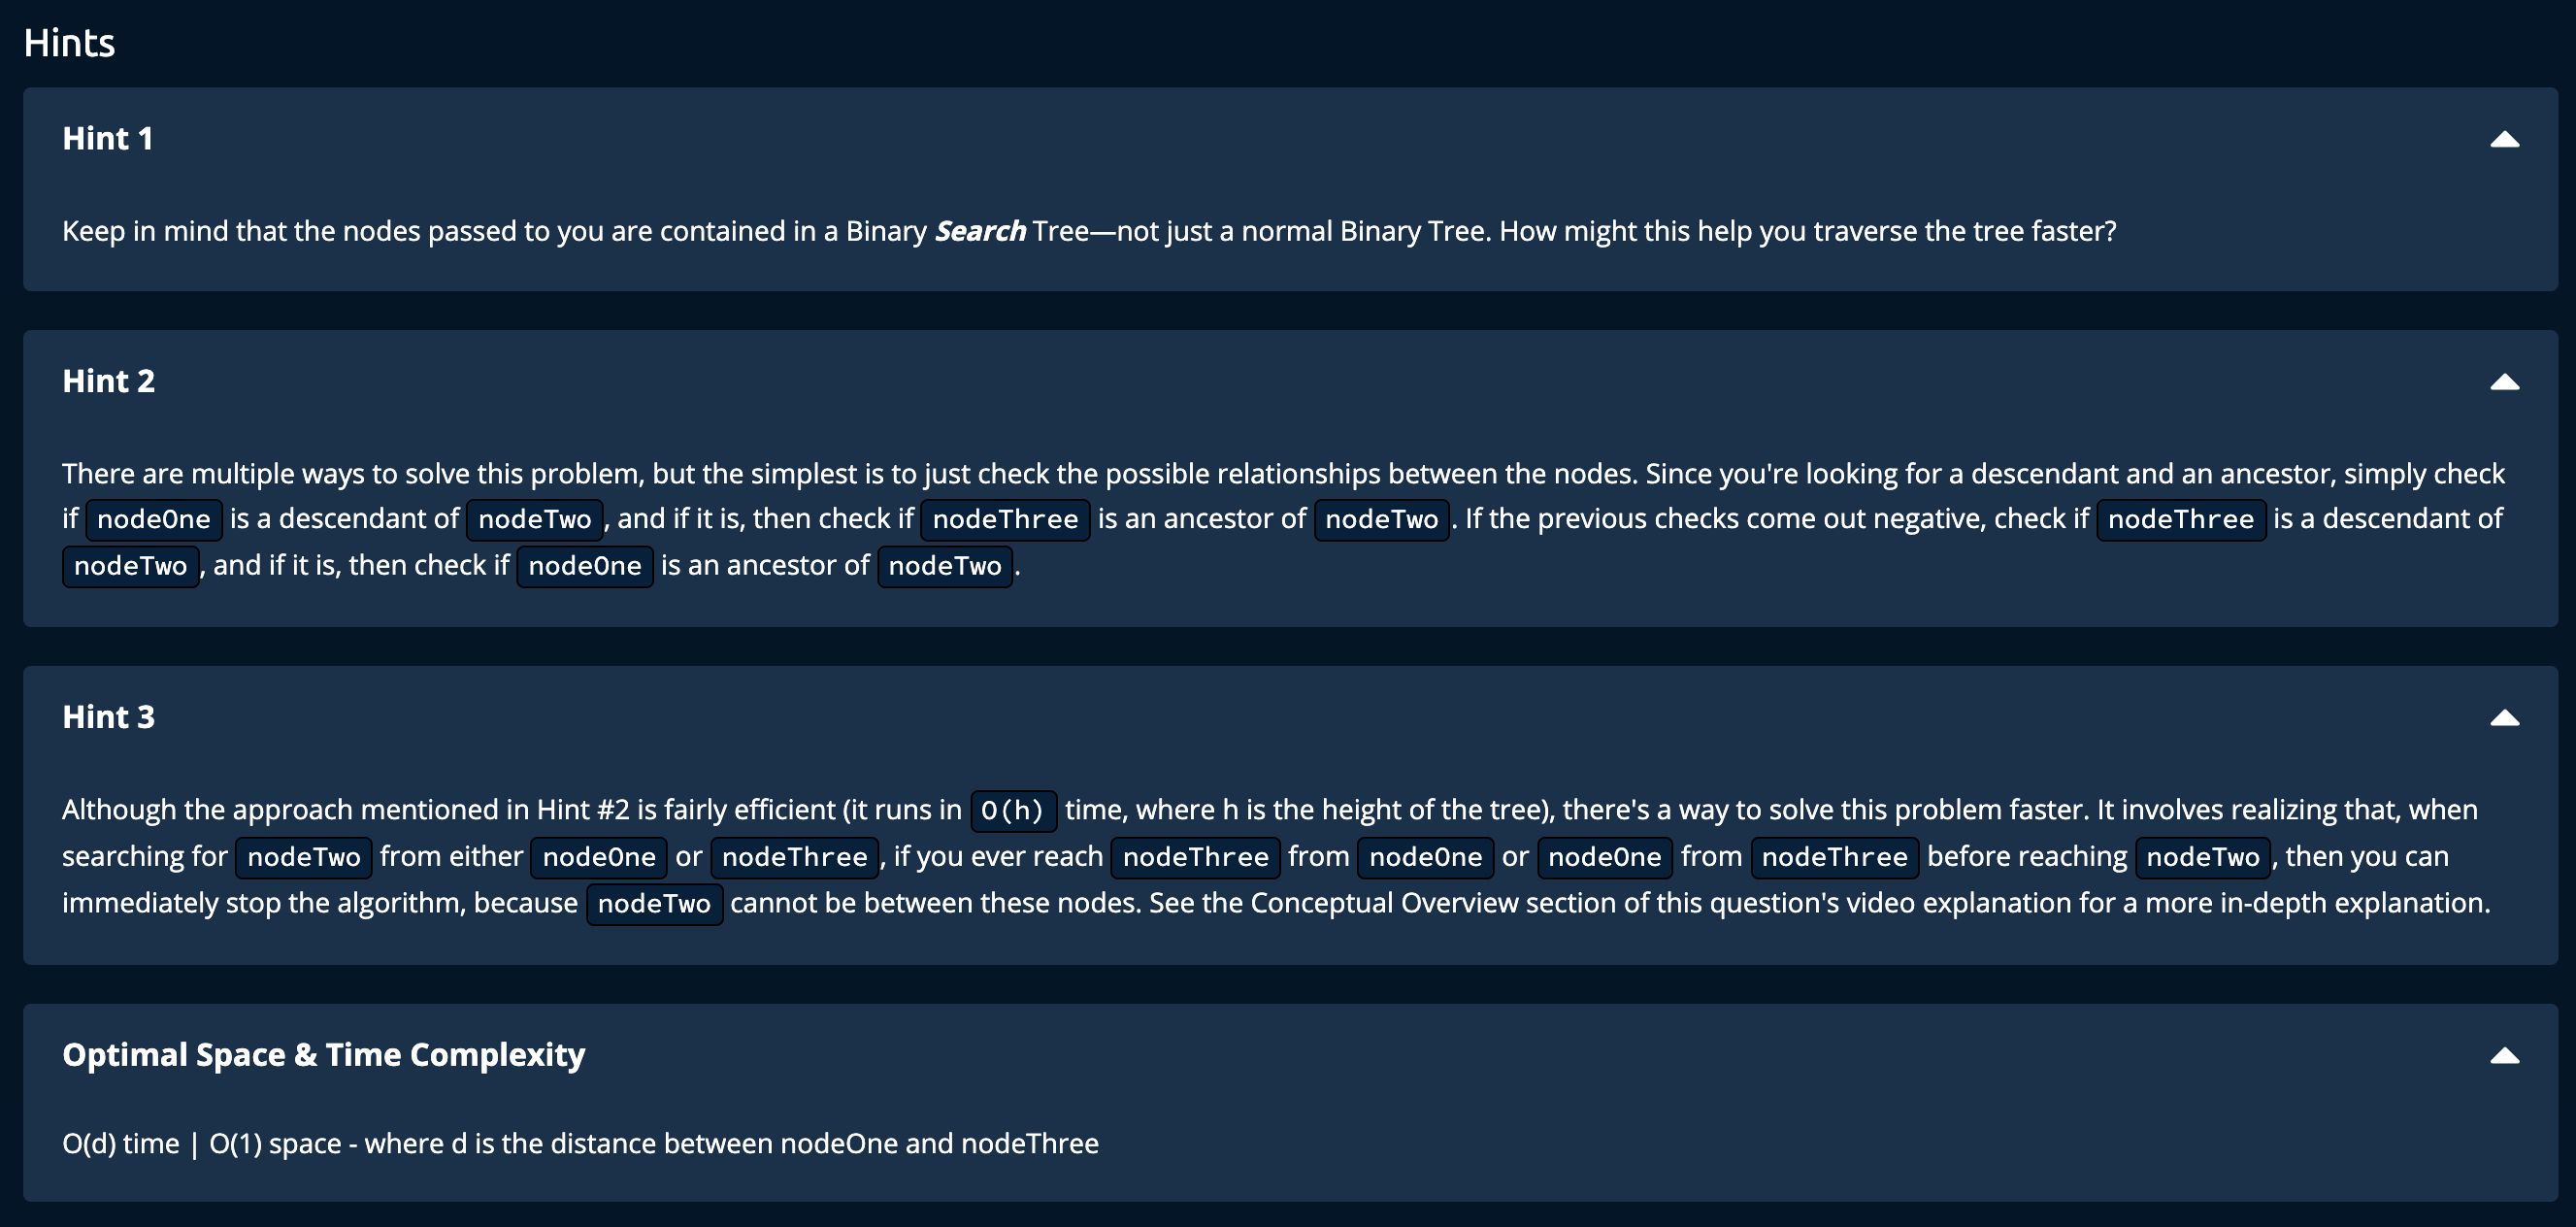 Hints
Hint 1
Keep in mind that the nodes passed to you are contained in a Binary Search Tree—not just a normal Binary Tree. How might this help you traverse the tree faster?
Hint 2
There are multiple ways to solve this problem, but the simplest is to just check the possible relationships between the nodes. Since you're looking for a descendant and an ancestor, simply check
if nodeOne is a descendant of nodeTwo, and if it is, then check if nodeThree is an ancestor of nodeTwo. If the previous checks come out negative, check if nodeThree is a descendant of
nodeTwo, and if it is, then check if nodeOne is an ancestor of nodeTwo.
Hint 3
Although the approach mentioned in Hint #2 is fairly efficient (it runs in O(h) time, where h is the height of the tree), there's a way to solve this problem faster. It involves realizing that, when
searching for nodeTwo from either nodeOne or nodeThree, if you ever reach nodeThree from nodeOne or nodeOne from nodeThree before reaching nodeTwo, then you can
immediately stop the algorithm, because nodeTwo cannot be between these nodes. See the Conceptual Overview section of this question's video explanation for a more in-depth explanation.
Optimal Space & Time Complexity
O(d) time | O(1) space - where d is the distance between nodeOne and nodeThree